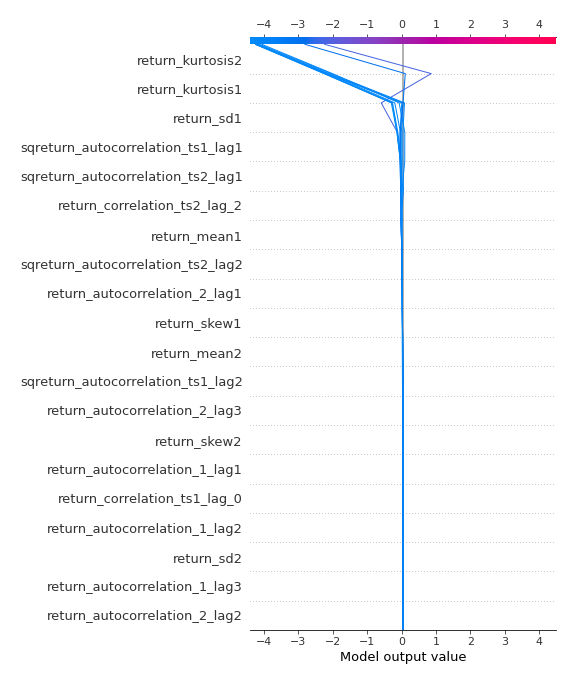 −4 −3 −2 −1 0 1 2 3 4
return_kurtosis2
return_kurtosis1
return_sd1
sqreturn_autocorrelation_ts1_lag1
sqreturn_autocorrelation_ts2_lag1
return_correlation_ts2_lag_2
return_mean1
sqreturn_autocorrelation_ts2_lag2
return_autocorrelation_2_lag1
return_skew1
return_mean2
sqreturn_autocorrelation_ts1_lag2
return_autocorrelation_2_lag3
return_skew2
return_autocorrelation_1_lag1
return_correlation_ts1_lag_0
return_autocorrelation_1_lag2
return_sd2
return_autocorrelation_1_lag3
return_autocorrelation_2_lag2
−4 −3 −2 −1 0 1 2 3 4
Model output value